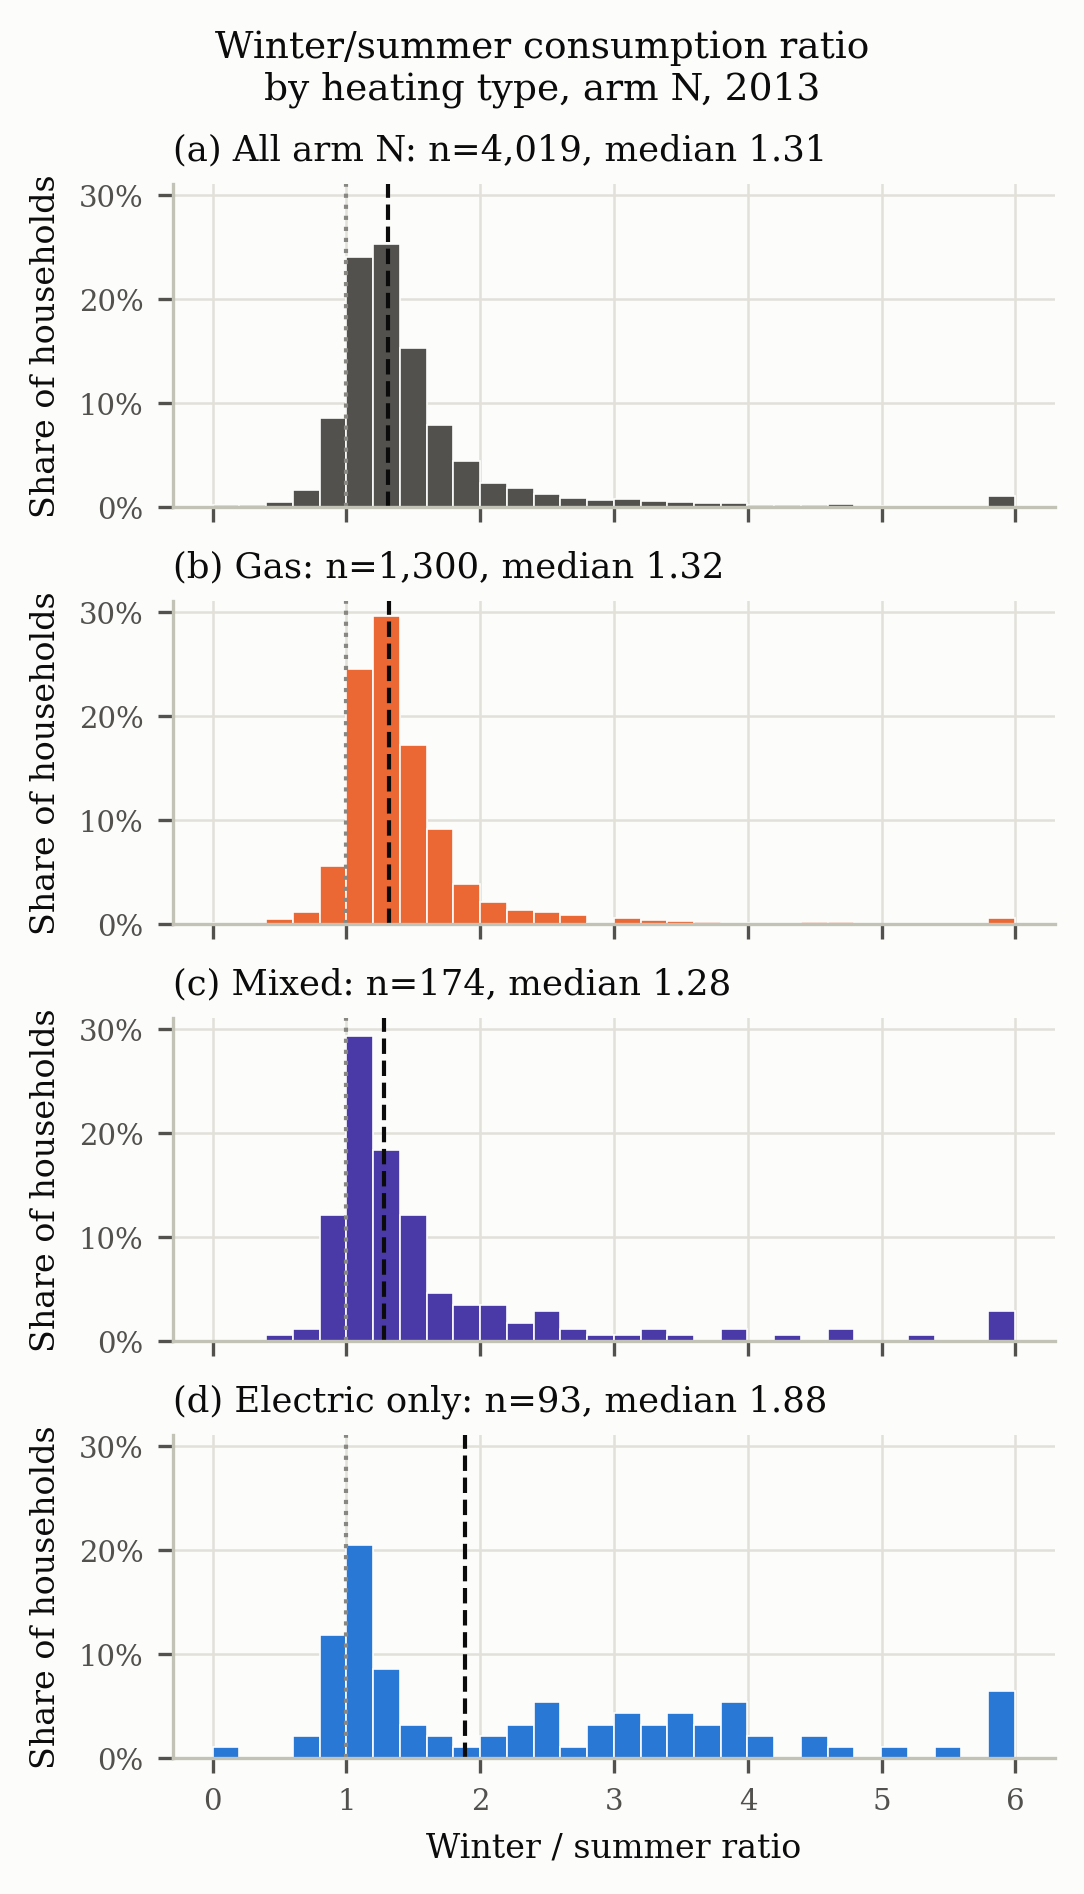 Winter/summer consumption ratio
by heating type, arm N, 2013
(a) All arm N: n=4,019, median 1.31
Share of households
30%
20%
10%
0%
(b) Gas: n=1,300, median 1.32
Share of households
30%
20%
10%
0%
(c) Mixed: n=174, median 1.28
Share of households
30%
20%
10%
0%
(d) Electric only: n=93, median 1.88
Share of households
30%
20%
10%
0%
0 1 2 3 4 5 6
Winter / summer ratio